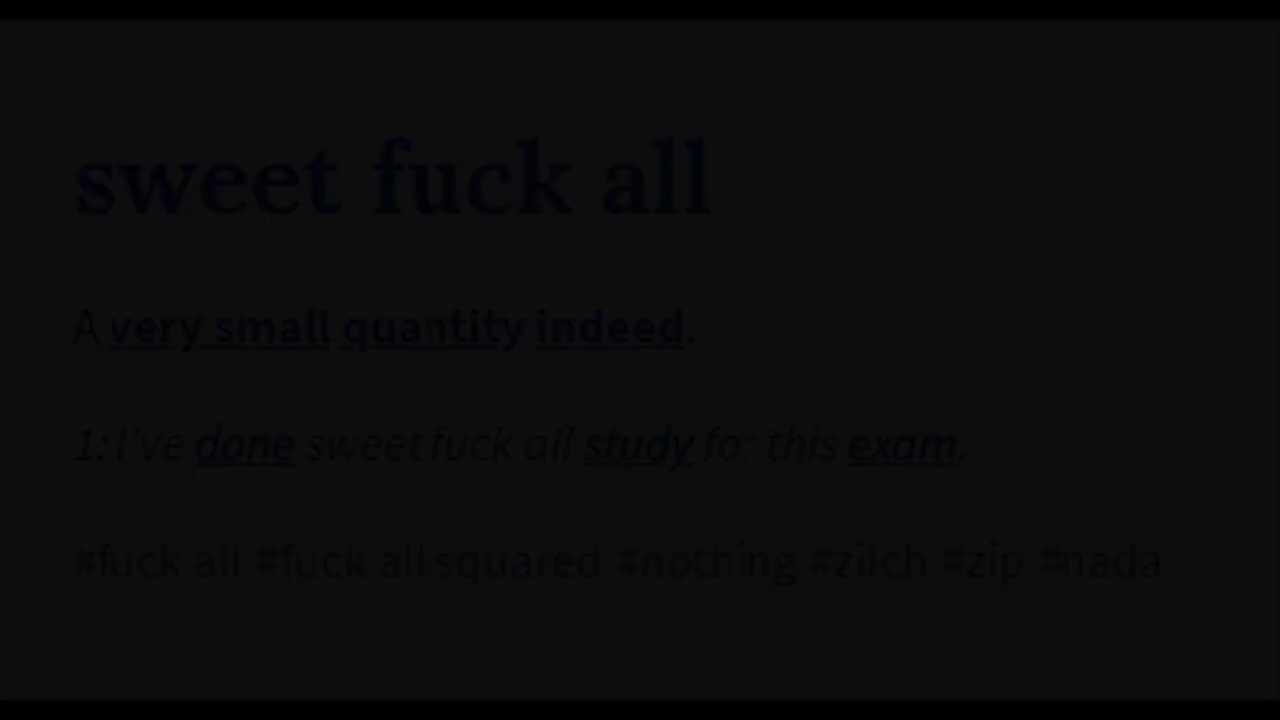 sweet fuck all
A very small quantity indeed.
1: I've done sweet fuck all study for this exam.
#fuck all #fuck all squared #nothing #zilch #zip #nada